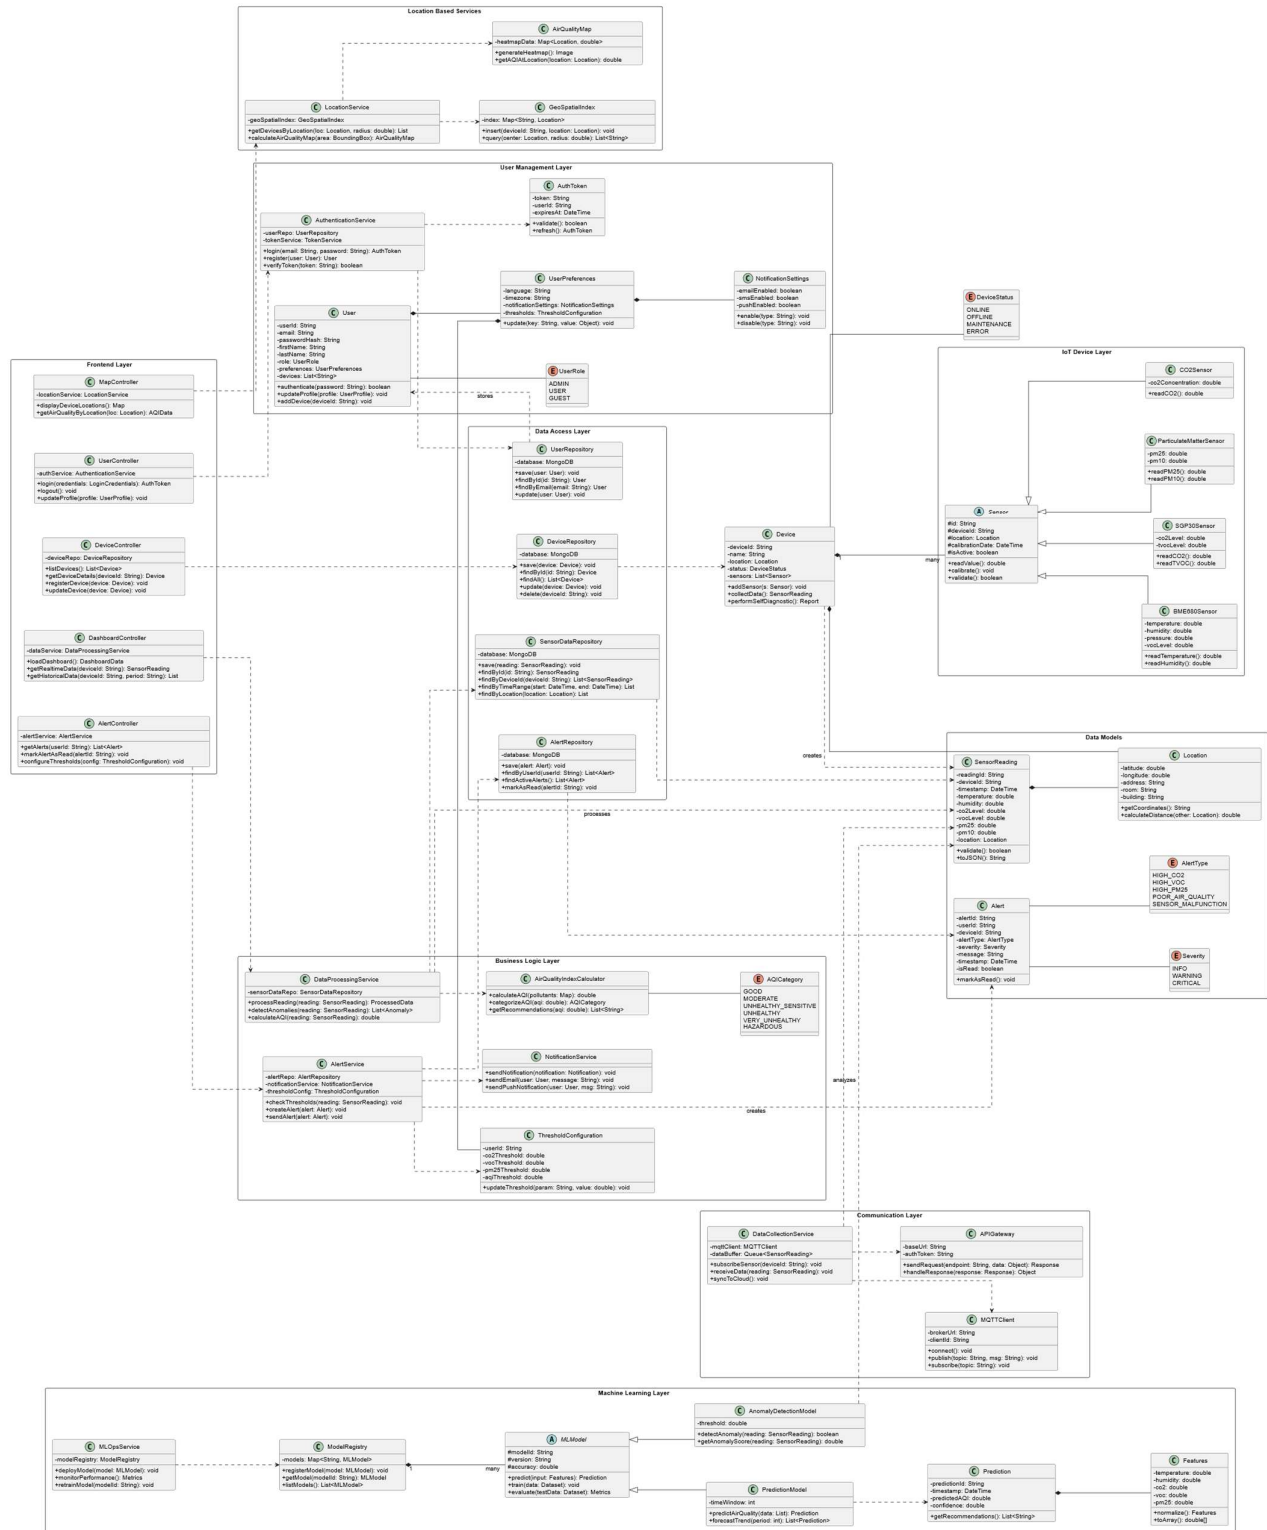 Location Based Services
C AirQualityMap
-heatmapData: Map<Location, double>
+generateHeatmap(): Image
+getAQIAtLocation(location: Location): double
C LocationService
-geoSpatialIndex: GeoSpatialIndex
+getDevicesByLocation(loc: Location, radius: double): List
+calculateAirQualityMap(area: BoundingBox): AirQualityMap
C GeoSpatialIndex
-index: Map<String, Location>
+insert(deviceId: String, location: Location): void
+query(center: Location, radius: double): List<String>
User Management Layer
C AuthToken
-token: String
-userId: String
-expiresAt: DateTime
+validate(): boolean
+refresh(): AuthToken
C AuthenticationService
-userRepo: UserRepository
-tokenService: TokenService
+login(email: String, password: String): AuthToken
+register(user: User): User
+verifyToken(token: String): boolean
C UserPreferences
-language: String
-timezone: String
-notificationSettings: NotificationSettings
-thresholds: ThresholdConfiguration
+update(key: String, value: Object): void
C NotificationSettings
-emailEnabled: boolean
-smsEnabled: boolean
-pushEnabled: boolean
+enable(type: String): void
+disable(type: String): void
C User
-userId: String
-email: String
-passwordHash: String
-firstName: String
-lastName: String
-role: UserRole
-preferences: UserPreferences
-devices: List<String>
+authenticate(password: String): boolean
+updateProfile(profile: UserProfile): void
+addDevice(deviceId: String): void
E UserRole
ADMIN
USER
GUEST
stores
E DeviceStatus
ONLINE
OFFLINE
MAINTENANCE
ERROR
Frontend Layer
C MapController
-locationService: LocationService
+displayDeviceLocations(): Map
+getAirQualityByLocation(loc: Location): AQIData
C UserController
-authService: AuthenticationService
+login(credentials: LoginCredentials): AuthToken
+logout(): void
+updateProfile(profile: UserProfile): void
C DeviceController
-deviceRepo: DeviceRepository
+listDevices(): List<Device>
+getDeviceDetails(deviceId: String): Device
+registerDevice(device: Device): void
+updateDevice(device: Device): void
C DashboardController
-dataService: DataProcessingService
+loadDashboard(): DashboardData
+getRealtimeData(deviceId: String): SensorReading
+getHistoricalData(deviceId: String, period: String): List
C AlertController
-alertService: AlertService
+getAlerts(userId: String): List<Alert>
+markAlertAsRead(alertId: String): void
+configureThresholds(config: ThresholdConfiguration): void
Data Access Layer
C UserRepository
-database: MongoDB
+save(user: User): void
+findById(id: String): User
+findByEmail(email: String): User
+update(user: User): void
C DeviceRepository
-database: MongoDB
+save(device: Device): void
+findById(id: String): Device
+findAll(): List<Device>
+update(device: Device): void
+delete(deviceId: String): void
C SensorDataRepository
-database: MongoDB
+save(reading: SensorReading): void
+findById(id: String): SensorReading
+findByDeviceId(deviceId: String): List<SensorReading>
+findByTimeRange(start: DateTime, end: DateTime): List
+findByLocation(location: Location): List
C AlertRepository
-database: MongoDB
+save(alert: Alert): void
+findByUserId(userId: String): List<Alert>
+findActiveAlerts(): List<Alert>
+markAsRead(alertId: String): void
C Device
-deviceId: String
-name: String
-location: Location
-status: DeviceStatus
-sensors: List<Sensor>
+addSensor(s: Sensor): void
+collectData(): SensorReading
+performSelfDiagnostic(): Report
many
IoT Device Layer
C CO2Sensor
-co2Concentration: double
+readCO2(): double
C ParticulateMatterSensor
-pm25: double
-pm10: double
+readPM25(): double
+readPM10(): double
A Sensor
#id: String
#deviceId: String
#location: Location
#calibrationDate: DateTime
#isActive: boolean
+readValue(): double
+calibrate(): void
+validate(): boolean
C SGP30Sensor
-co2Level: double
-tvocLevel: double
+readCO2(): double
+readTVOC(): double
C BME680Sensor
-temperature: double
-humidity: double
-pressure: double
-vocLevel: double
+readTemperature(): double
+readHumidity(): double
creates
processes
Data Models
C SensorReading
-readingId: String
-deviceId: String
-timestamp: DateTime
-temperature: double
-humidity: double
-co2Level: double
-vocLevel: double
-pm25: double
-pm10: double
-location: Location
+validate(): boolean
+toJSON(): String
C Location
-latitude: double
-longitude: double
-address: String
-room: String
-building: String
+getCoordinates(): String
+calculateDistance(other: Location): double
E AlertType
HIGH_CO2
HIGH_VOC
HIGH_PM25
POOR_AIR_QUALITY
SENSOR_MALFUNCTION
C Alert
-alertId: String
-userId: String
-deviceId: String
-alertType: AlertType
-severity: Severity
-message: String
-timestamp: DateTime
-isRead: boolean
+markAsRead(): void
E Severity
INFO
WARNING
CRITICAL
Business Logic Layer
C DataProcessingService
-sensorDataRepo: SensorDataRepository
+processReading(reading: SensorReading): ProcessedData
+detectAnomalies(reading: SensorReading): List<Anomaly>
+calculateAQI(reading: SensorReading): double
C AirQualityIndexCalculator
+calculateAQI(pollutants: Map): double
+categorizeAQI(aqi: double): AQICategory
+getRecommendations(aqi: double): List<String>
E AQICategory
GOOD
MODERATE
UNHEALTHY_SENSITIVE
UNHEALTHY
VERY_UNHEALTHY
HAZARDOUS
C AlertService
-alertRepo: AlertRepository
-notificationService: NotificationService
-thresholdConfig: ThresholdConfiguration
+checkThresholds(reading: SensorReading): void
+createAlert(alert: Alert): void
+sendAlert(alert: Alert): void
C NotificationService
+sendNotification(notification: Notification): void
+sendEmail(user: User, message: String): void
+sendPushNotification(user: User, msg: String): void
analyzes
creates
C ThresholdConfiguration
-userId: String
-co2Threshold: double
-vocThreshold: double
-pm25Threshold: double
-aqiThreshold: double
+updateThreshold(param: String, value: double): void
Communication Layer
C DataCollectionService
-mqttClient: MQTTClient
-dataBuffer: Queue<SensorReading>
+subscribeSensor(deviceId: String): void
+receiveData(reading: SensorReading): void
+syncToCloud(): void
C APIGateway
-baseUrl: String
-authToken: String
+sendRequest(endpoint: String, data: Object): Response
+handleResponse(response: Response): Object
C MQTTClient
-brokerUrl: String
-clientId: String
+connect(): void
+publish(topic: String, msg: String): void
+subscribe(topic: String): void
Machine Learning Layer
C AnomalyDetectionModel
-threshold: double
+detectAnomaly(reading: SensorReading): boolean
+getAnomalyScore(reading: SensorReading): double
C MLOpsService
-modelRegistry: ModelRegistry
+deployModel(model: MLModel): void
+monitorPerformance(): Metrics
+retrainModel(modelId: String): void
C ModelRegistry
-models: Map<String, MLModel>
+registerModel(model: MLModel): void
+getModel(modelId: String): MLModel
+listModels(): List<MLModel>
many
A MLModel
#modelId: String
#version: String
#accuracy: double
+predict(input: Features): Prediction
+train(data: Dataset): void
+evaluate(testData: Dataset): Metrics
C PredictionModel
-timeWindow: int
+predictAirQuality(data: List): Prediction
+forecastTrend(period: int): List<Prediction>
C Prediction
-predictionId: String
-timestamp: DateTime
-predictedAQI: double
-confidence: double
+getRecommendations(): List<String>
C Features
-temperature: double
-humidity: double
-co2: double
-voc: double
-pm25: double
+normalize(): Features
+toArray(): double[]